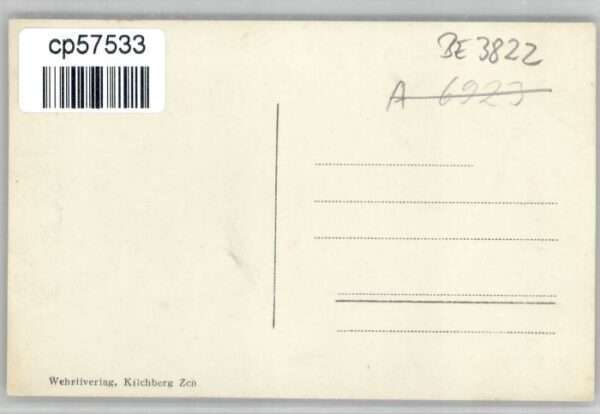 cp57533
BE 3822
A 6923
Wehrliverlag, Kilchberg Zch